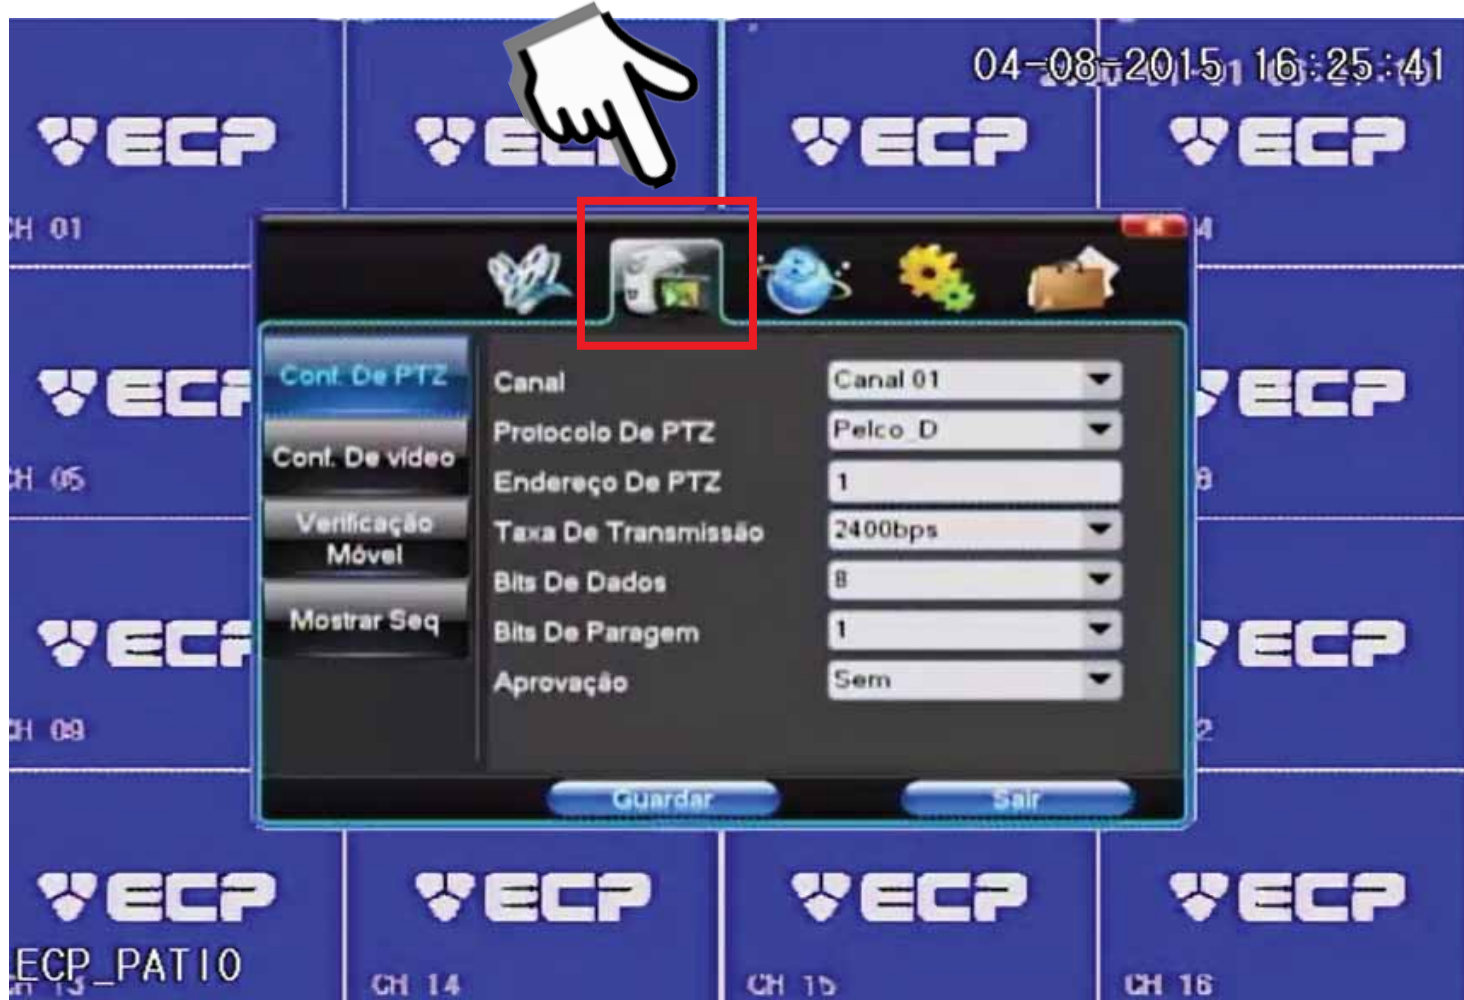 04-08-2015 16:25:41
ECP ECP ECP
CH 01
Conf. De PTZ
Conf. De vídeo
Verificação
Móvel
Mostrar Seq
Canal Canal 01
Protocolo De PTZ Pelco_D
Endereço De PTZ 1
Taxa De Transmissão 2400bps
Bits De Dados 8
Bits De Paragem 1
Aprovação Sem
Guardar Sair
ECP
ECP
CH 05
ECP
ECP
CH 09
ECP ECP ECP ECP
ECP_PATIO
CH 14 CH 15 CH 16